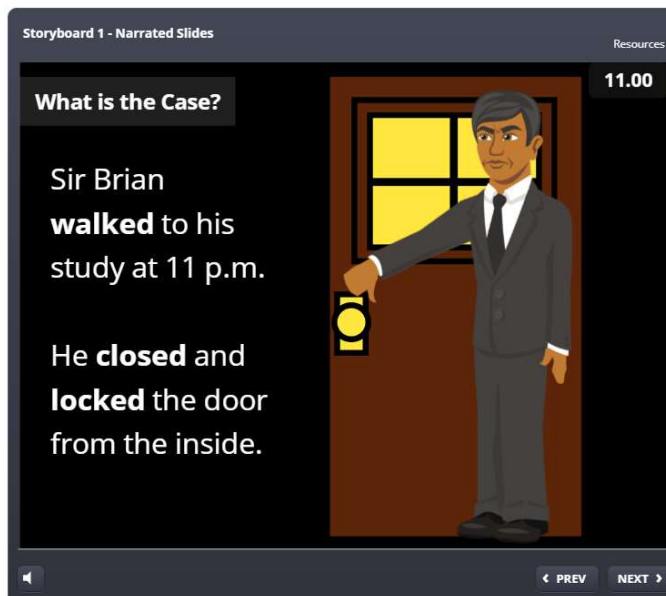 Storyboard 1 - Narrated Slides
Resources
11.00
What is the Case?
Sir Brian
walked to his
study at 11 p.m.
He closed and
locked the door
from the inside.
PREV
NEXT